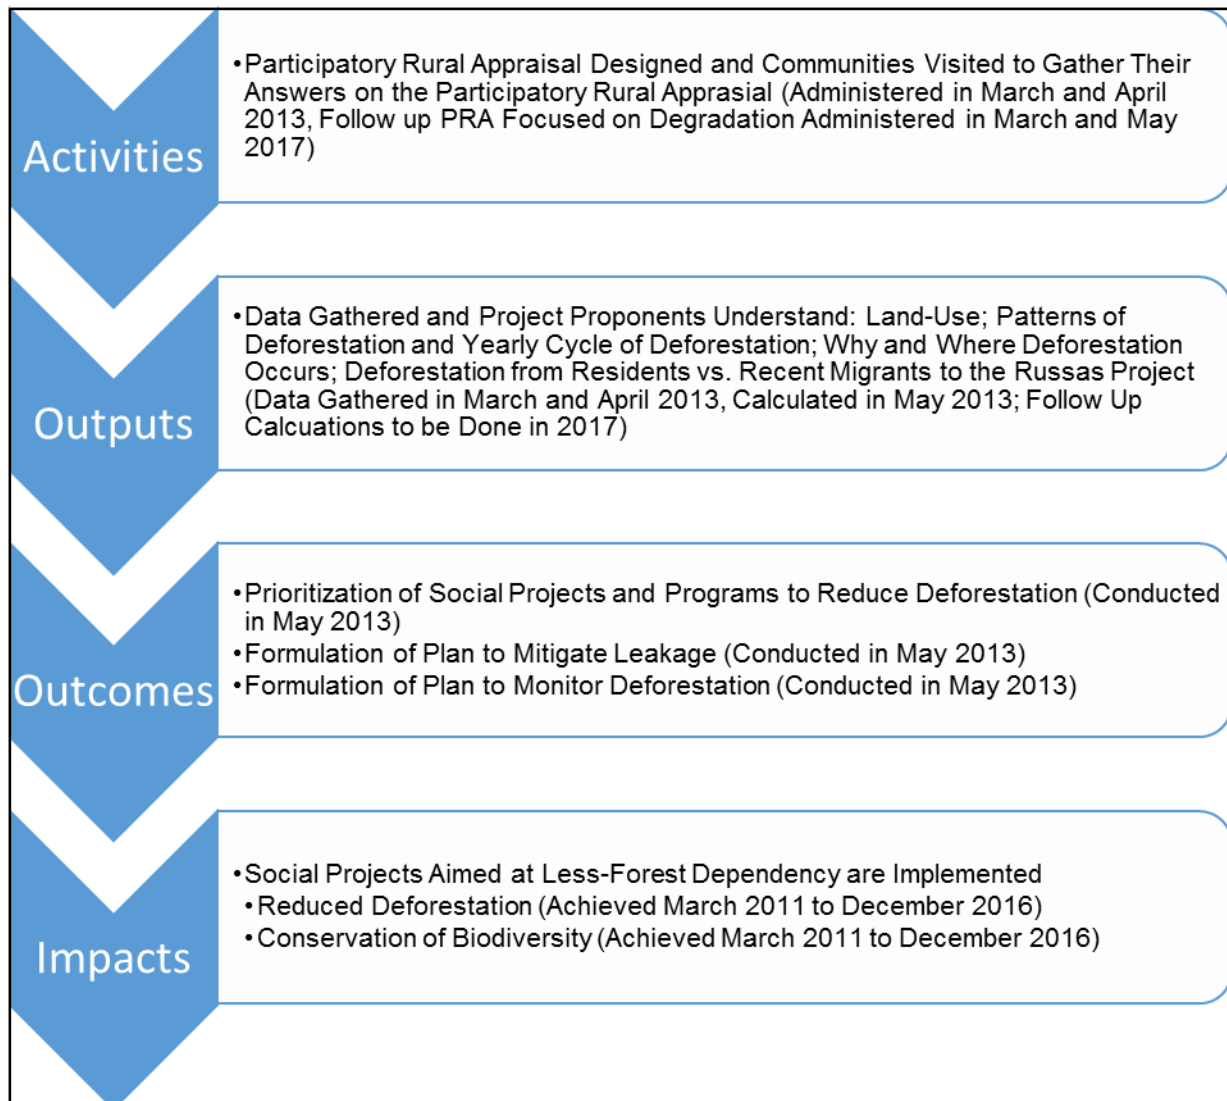 Activities
•Participatory Rural Appraisal Designed and Communities Visited to Gather Their
Answers on the Participatory Rural Apprasial (Administered in March and April
2013, Follow up PRA Focused on Degradation Administered in March and May
2017)
Outputs
•Data Gathered and Project Proponents Understand: Land-Use; Patterns of
Deforestation and Yearly Cycle of Deforestation; Why and Where Deforestation
Occurs; Deforestation from Residents vs. Recent Migrants to the Russas Project
(Data Gathered in March and April 2013, Calculated in May 2013; Follow Up
Calcuations to be Done in 2017)
Outcomes
•Prioritization of Social Projects and Programs to Reduce Deforestation (Conducted
in May 2013)
•Formulation of Plan to Mitigate Leakage (Conducted in May 2013)
•Formulation of Plan to Monitor Deforestation (Conducted in May 2013)
Impacts
•Social Projects Aimed at Less-Forest Dependency are Implemented
•Reduced Deforestation (Achieved March 2011 to December 2016)
•Conservation of Biodiversity (Achieved March 2011 to December 2016)